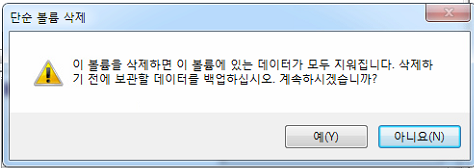 단순 볼륨 삭제
이 볼륨을 삭제하면 이 볼륨에 있는 데이터가 모두 지워집니다. 삭제하
기 전에 보관할 데이터를 백업하십시오. 계속하시겠습니까?
예(Y)
아니요(N)